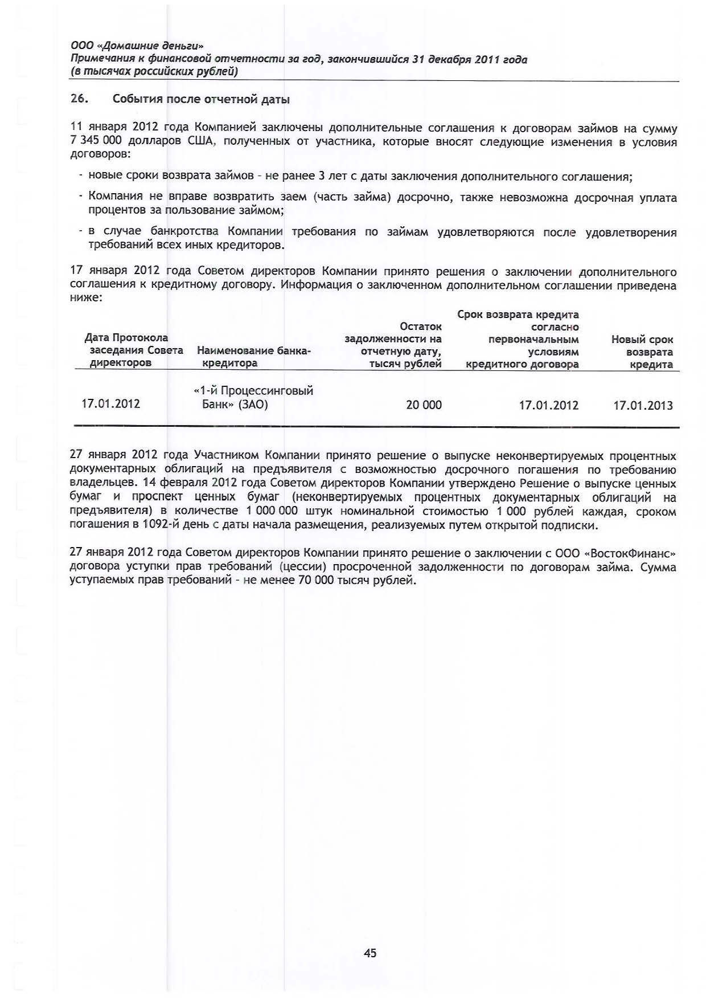 ООО «Домашние деньги»
Примечания к финансовой отчетности за год, закончившийся 31 декабря 2011 года
(в тысячах российских рублей)
26. События после отчетной даты
11 января 2012 года Компанией заключены дополнительные соглашения к договорам займов на сумму
7 345 000 долларов США, полученных от участника, которые вносят следующие изменения в условия
договоров:
- новые сроки возврата займов - не ранее 3 лет с даты заключения дополнительного соглашения;
- Компания не вправе возвратить заем (часть займа) досрочно, также невозможна досрочная уплата
процентов за пользование займом;
- в случае банкротства Компании требования по займам удовлетворяются после удовлетворения
требований всех иных кредиторов.
17 января 2012 года Советом директоров Компании принято решения о заключении дополнительного
соглашения к кредитному договору. Информация о заключенном дополнительном соглашении приведена
ниже:
Дата Протокола
заседания Совета
директоров
Наименование банка-
кредитора
Остаток
задолженности на
отчетную дату,
тысяч рублей
Срок возврата кредита
согласно
первоначальным
условиям
кредитного договора
Новый срок
возврата
кредита
17.01.2012
«1-й Процессинговый
Банк» (ЗАО)
20 000
17.01.2012
17.01.2013
27 января 2012 года Участником Компании принято решение о выпуске неконвертируемых процентных
документарных облигаций на предъявителя с возможностью досрочного погашения по требованию
владельцев. 14 февраля 2012 года Советом директоров Компании утверждено Решение о выпуске ценных
бумаг и проспект ценных бумаг (неконвертируемых процентных документарных облигаций на
предъявителя) в количестве 1 000 000 штук номинальной стоимостью 1 000 рублей каждая, сроком
погашения в 1092-й день с даты начала размещения, реализуемых путем открытой подписки.
27 января 2012 года Советом директоров Компании принято решение о заключении с ООО «ВостокФинанс»
договора уступки прав требований (цессии) просроченной задолженности по договорам займа. Сумма
уступаемых прав требований - не менее 70 000 тысяч рублей.
45